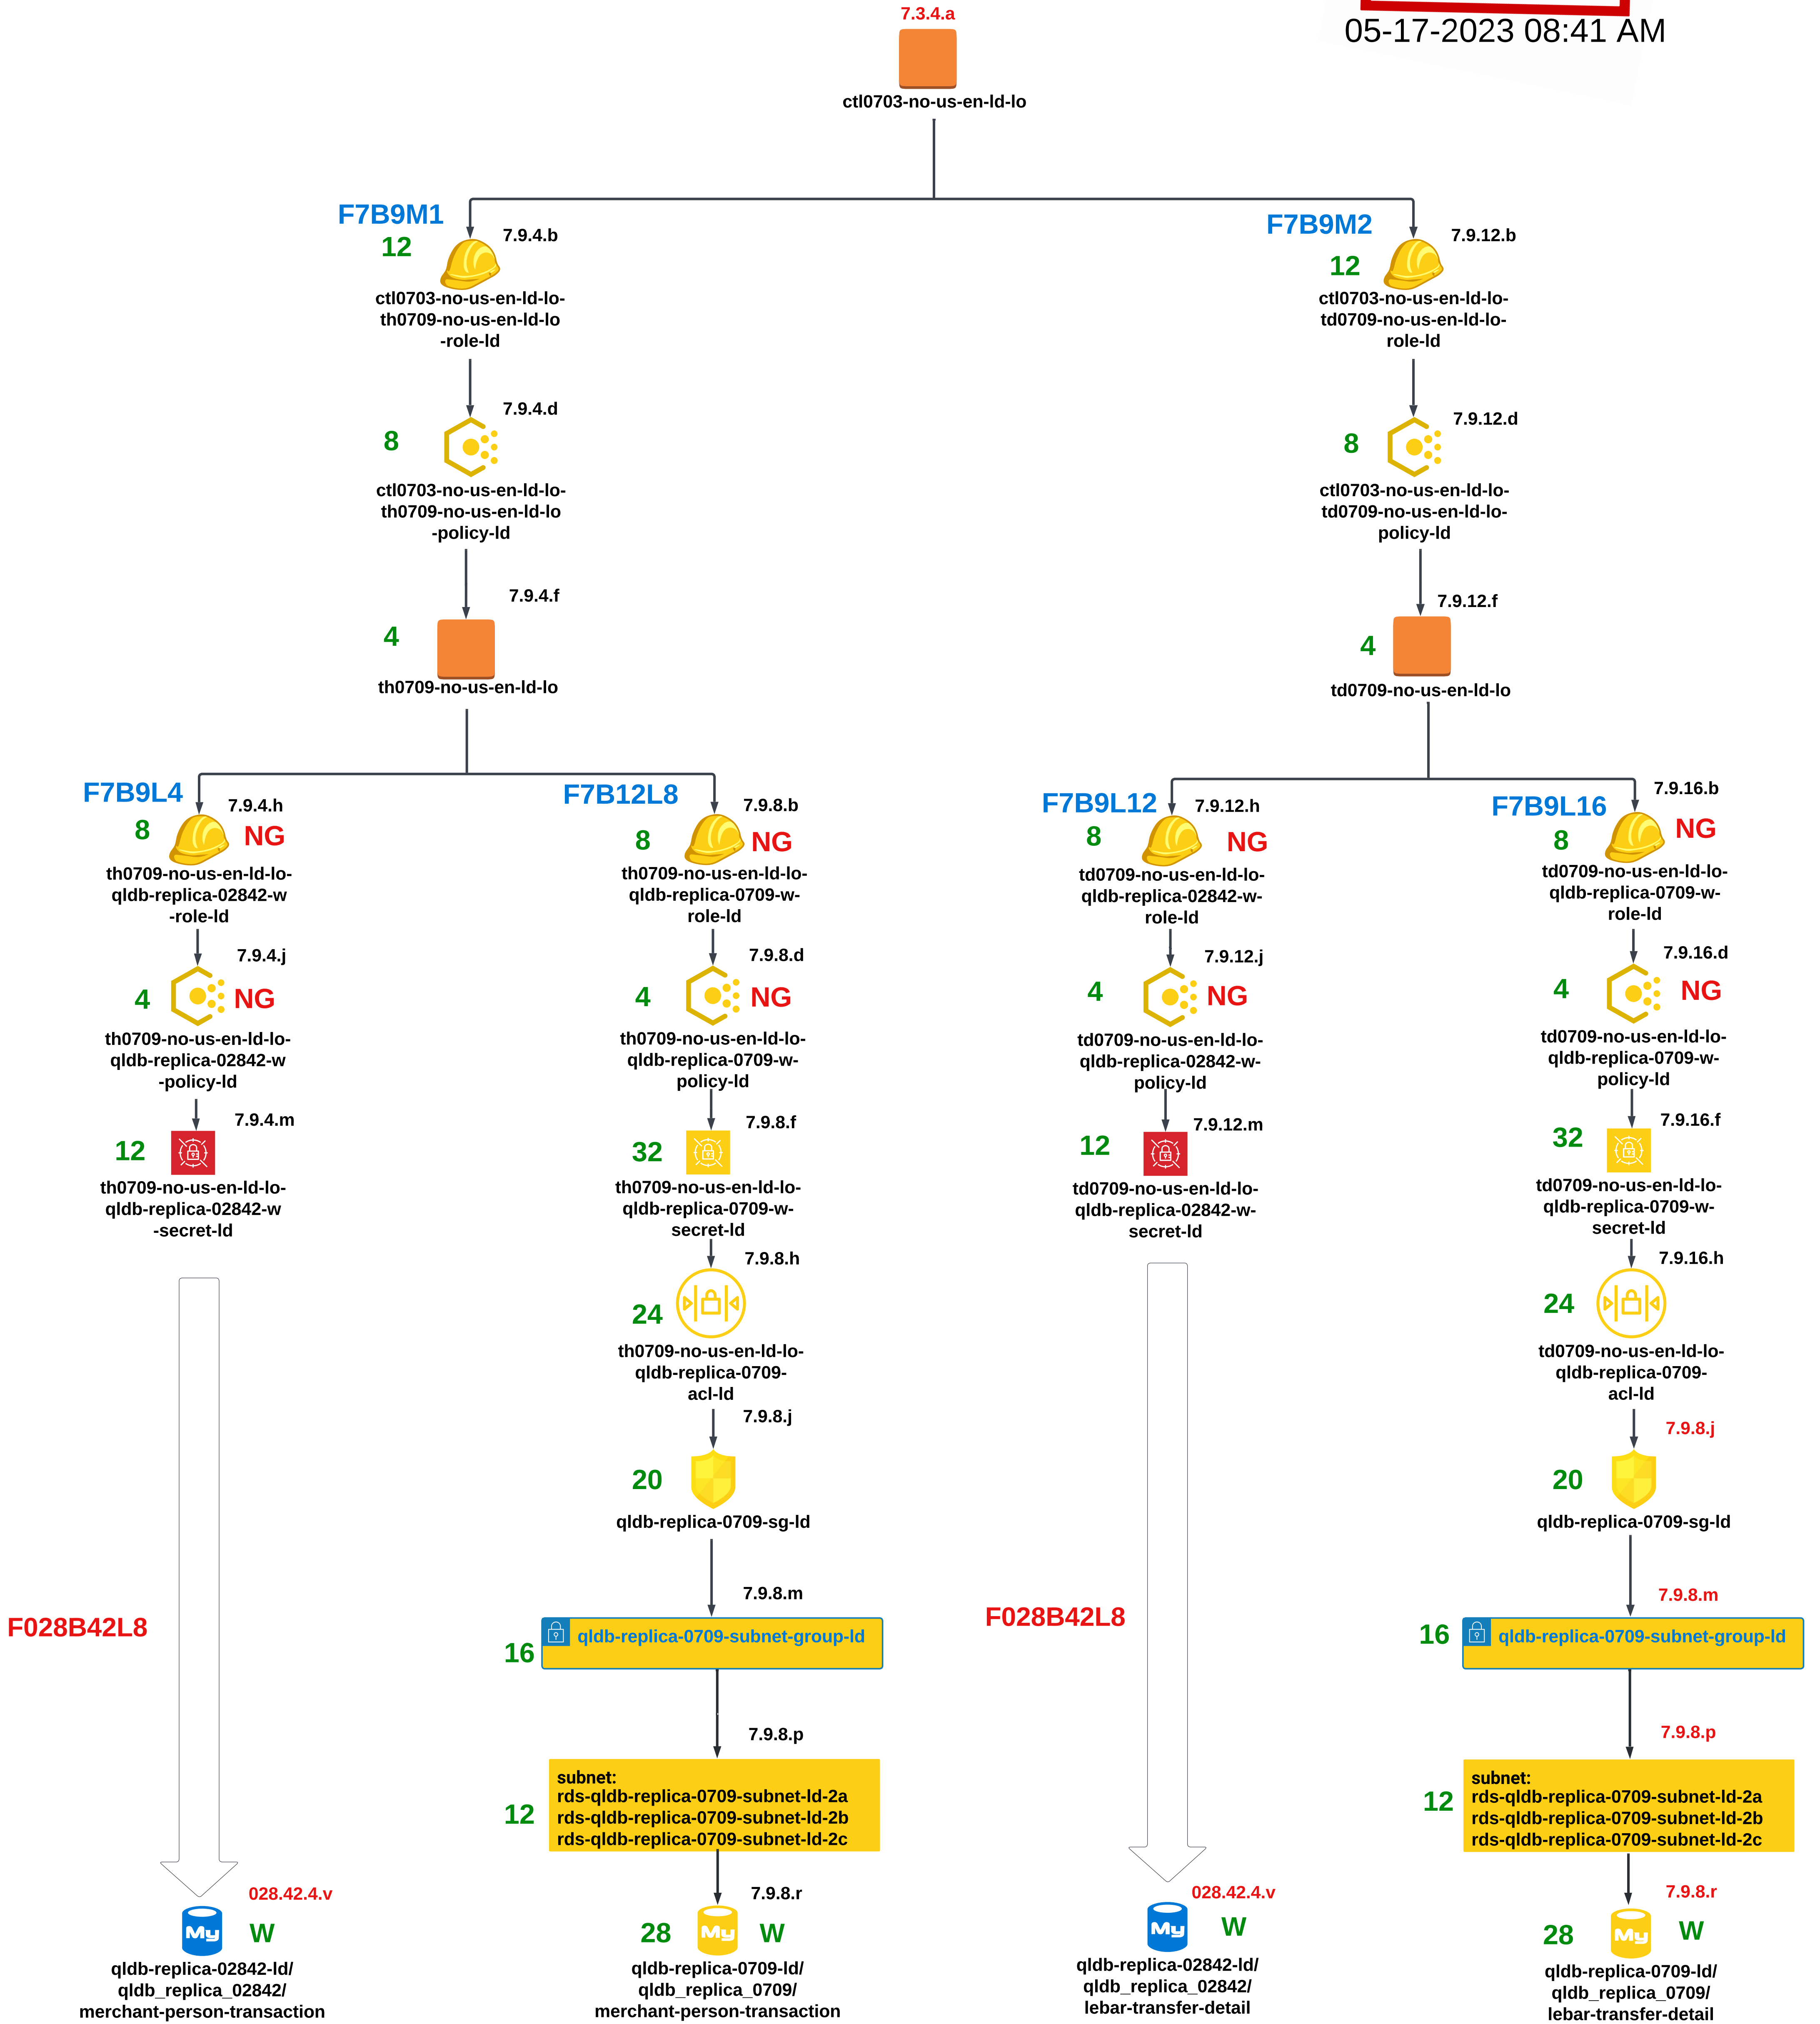 7.3.4.a
05-17-2023 08:41 AM
ctl0703-no-us-en-ld-lo
F7B9M1
12
7.9.4.b
ctl0703-no-us-en-ld-lo-
th0709-no-us-en-ld-lo
-role-ld
7.9.4.d
8
ctl0703-no-us-en-ld-lo-
th0709-no-us-en-ld-lo
-policy-ld
7.9.4.f
4
th0709-no-us-en-ld-lo
F7B9M2
12
7.9.12.b
ctl0703-no-us-en-ld-lo-
td0709-no-us-en-ld-lo-
role-ld
7.9.12.d
8
ctl0703-no-us-en-ld-lo-
td0709-no-us-en-ld-lo-
policy-ld
7.9.12.f
4
td0709-no-us-en-ld-lo
F7B9L4
7.9.4.h
8
NG
th0709-no-us-en-ld-lo-
qldb-replica-02842-w
-role-ld
7.9.4.j
4
NG
th0709-no-us-en-ld-lo-
qldb-replica-02842-w
-policy-ld
7.9.4.m
12
th0709-no-us-en-ld-lo-
qldb-replica-02842-w
-secret-ld
F028B42L8
028.42.4.v
My
W
qldb-replica-02842-ld/
qldb_replica_02842/
merchant-person-transaction
F7B12L8
7.9.8.b
8
NG
th0709-no-us-en-ld-lo-
qldb-replica-0709-w-
role-ld
7.9.8.d
4
NG
th0709-no-us-en-ld-lo-
qldb-replica-0709-w-
policy-ld
7.9.8.f
32
th0709-no-us-en-ld-lo-
qldb-replica-0709-w-
secret-ld
7.9.8.h
24
th0709-no-us-en-ld-lo-
qldb-replica-0709-
acl-ld
7.9.8.j
20
qldb-replica-0709-sg-ld
7.9.8.m
16
qldb-replica-0709-subnet-group-ld
7.9.8.p
12
subnet:
rds-qldb-replica-0709-subnet-ld-2a
rds-qldb-replica-0709-subnet-ld-2b
rds-qldb-replica-0709-subnet-ld-2c
7.9.8.r
28
My
W
qldb-replica-0709-ld/
qldb_replica_0709/
merchant-person-transaction
F7B9L12
7.9.12.h
8
NG
td0709-no-us-en-ld-lo-
qldb-replica-02842-w-
role-ld
7.9.12.j
4
NG
td0709-no-us-en-ld-lo-
qldb-replica-02842-w-
policy-ld
7.9.12.m
12
td0709-no-us-en-ld-lo-
qldb-replica-02842-w-
secret-ld
F028B42L8
028.42.4.v
My
W
qldb-replica-02842-ld/
qldb_replica_02842/
lebar-transfer-detail
F7B9L16
7.9.16.b
8
NG
td0709-no-us-en-ld-lo-
qldb-replica-0709-w-
role-ld
7.9.16.d
4
NG
td0709-no-us-en-ld-lo-
qldb-replica-0709-w-
policy-ld
7.9.16.f
32
td0709-no-us-en-ld-lo-
qldb-replica-0709-w-
secret-ld
7.9.16.h
24
td0709-no-us-en-ld-lo-
qldb-replica-0709-
acl-ld
7.9.8.j
20
qldb-replica-0709-sg-ld
7.9.8.m
16
qldb-replica-0709-subnet-group-ld
7.9.8.p
12
subnet:
rds-qldb-replica-0709-subnet-ld-2a
rds-qldb-replica-0709-subnet-ld-2b
rds-qldb-replica-0709-subnet-ld-2c
7.9.8.r
28
My
W
qldb-replica-0709-ld/
qldb_replica_0709/
lebar-transfer-detail